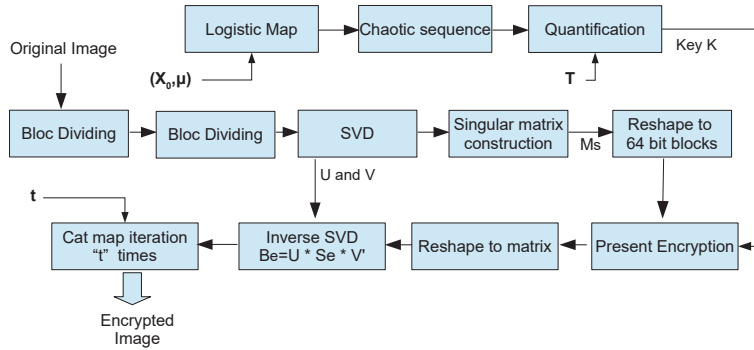 Logistic Map
Chaotic sequence
Quantification
Original Image
Key K
(X₀,μ)
T
Bloc Dividing
Bloc Dividing
SVD
Singular matrix
construction
Ms
Reshape to
64 bit blocks
U and V
t
Cat map iteration
“t” times
Inverse SVD
Be=U * Se * V'
Reshape to matrix
Present Encryption
Encrypted
Image